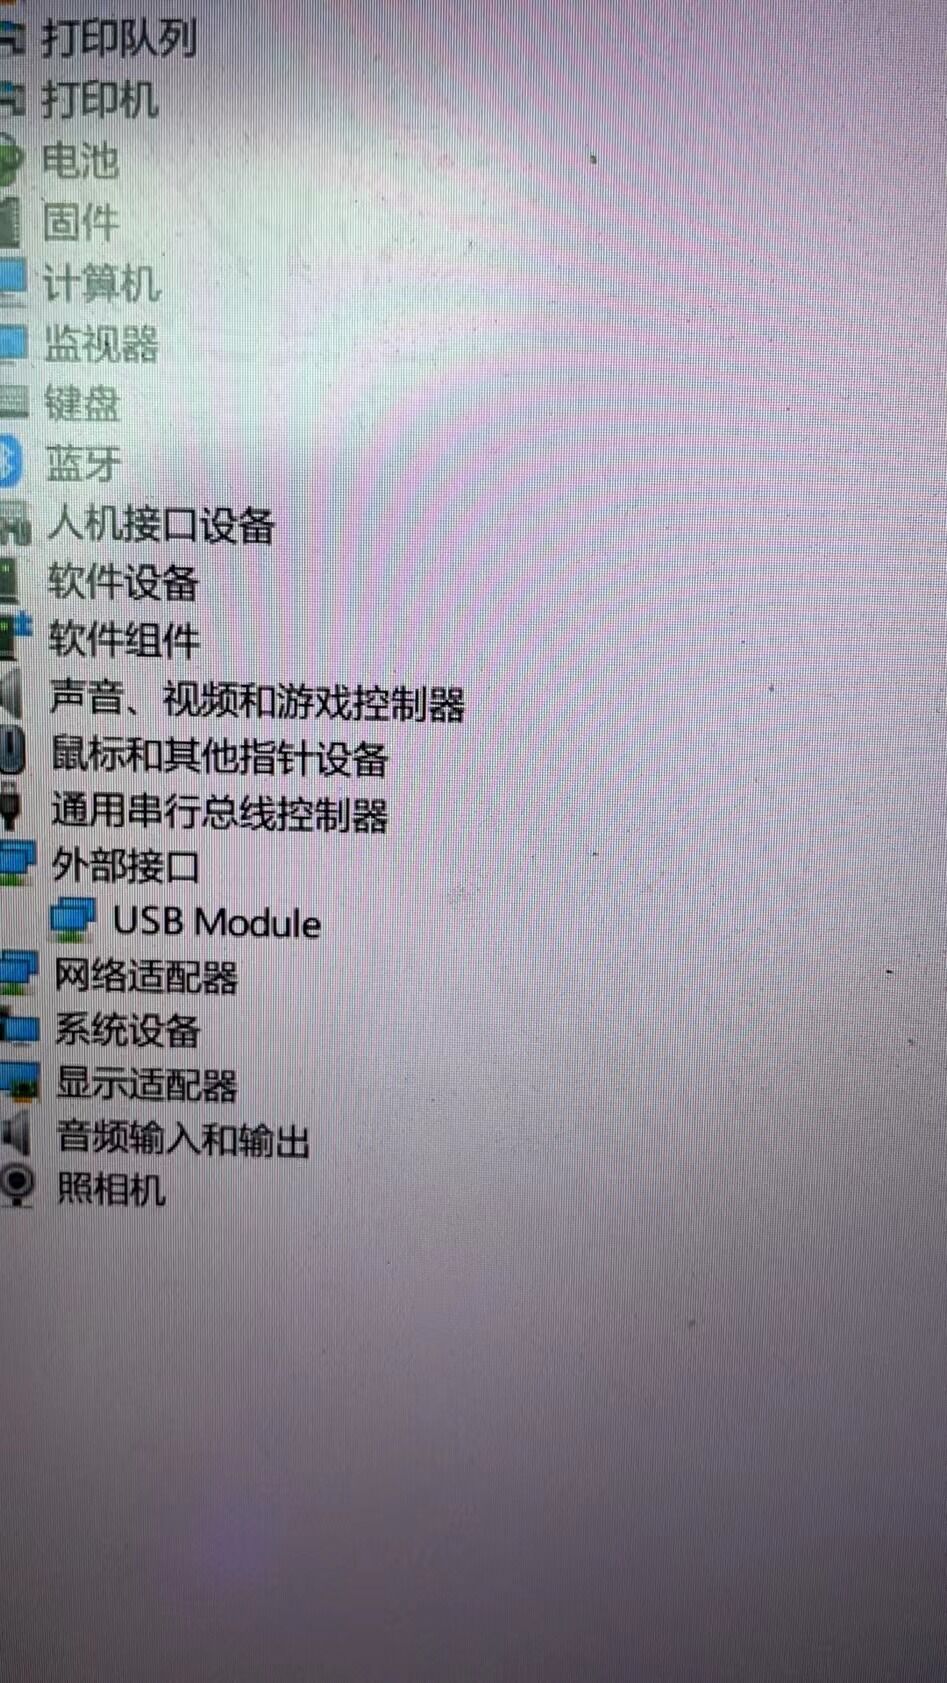 打印队列
打印机
电池
固件
计算机
监视器
键盘
蓝牙
人机接口设备
软件设备
软件组件
声音、视频和游戏控制器
鼠标和其他指针设备
通用串行总线控制器
外部接口
USB Module
网络适配器
系统设备
显示适配器
音频输入和输出
照相机